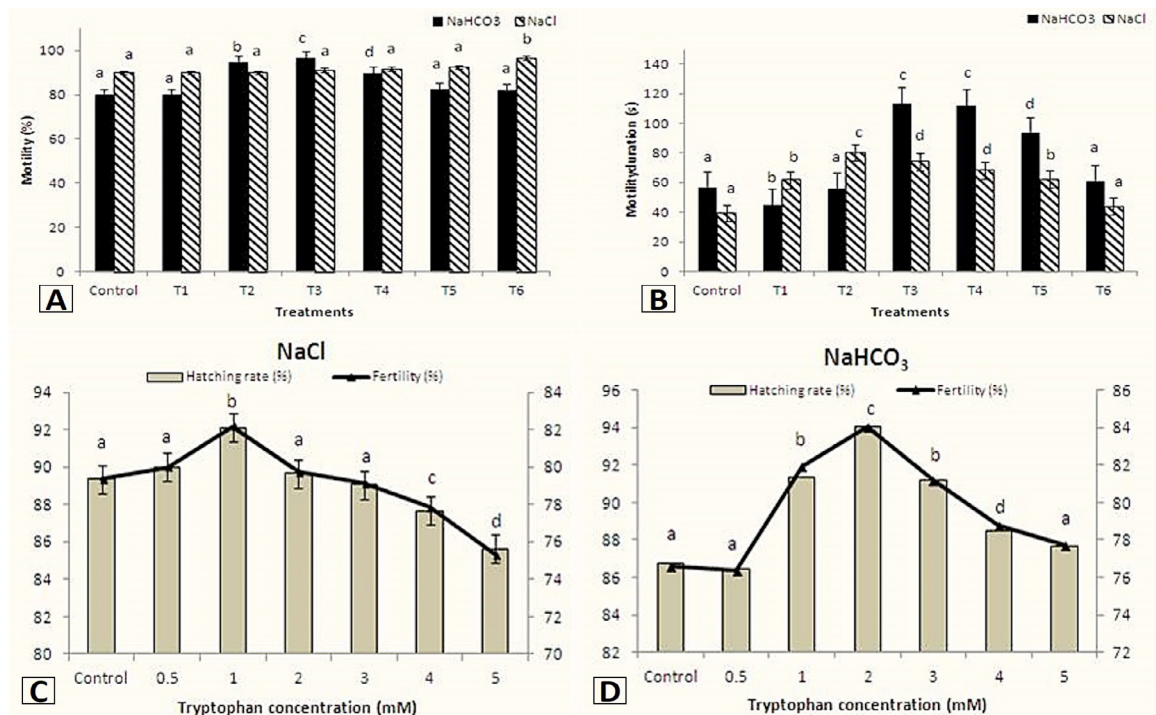 NaHCO3 NaCl
a a a a b a c a d a a a a b
100
80
60
40
20
0
Motility (%)
Control T1 T2 T3 T4 T5 T6
Treatments
A
NaHCO3 NaCl
a a b b a c c d c d d b a a
140
120
100
80
60
40
20
0
Motilityduration (s)
Control T1 T2 T3 T4 T5 T6
Treatments
B
NaCl
Hatching rate (%) Fertility (%)
94
92
90
88
86
84
82
80
a a b a a c d
84
82
80
78
76
74
72
70
Control 0.5 1 2 3 4 5
Tryptophan concentration (mM)
C
NaHCO3
Hatching rate (%) Fertility (%)
96
94
92
90
88
86
84
82
a a b c b d a
86
84
82
80
78
76
74
72
Control 0.5 1 2 3 4 5
Tryptophan concentration (mM)
D